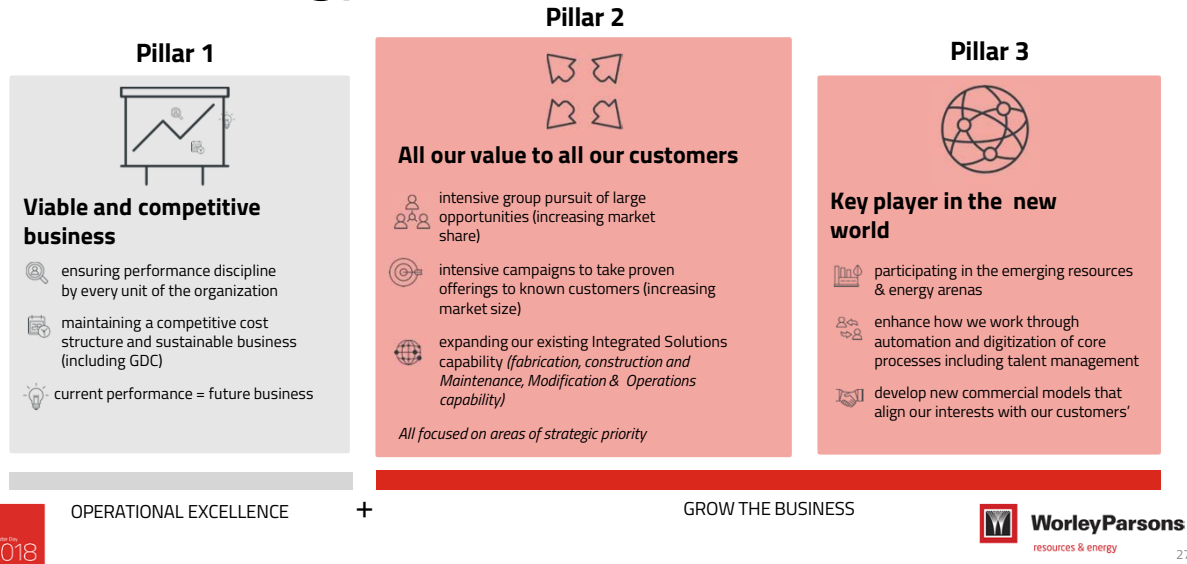 Pillar 1
Viable and competitive
business
ensuring performance discipline
by every unit of the organization
maintaining a competitive cost
structure and sustainable business
(including GDC)
current performance = future business
Pillar 2
All our value to all our customers
intensive group pursuit of large
opportunities (increasing market
share)
intensive campaigns to take proven
offerings to known customers (increasing
market size)
expanding our existing Integrated Solutions
capability (fabrication, construction and
Maintenance, Modification & Operations
capability)
All focused on areas of strategic priority
Pillar 3
Key player in the new
world
participating in the emerging resources
& energy arenas
enhance how we work through
automation and digitization of core
processes including talent management
develop new commercial models that
align our interests with our customers’
OPERATIONAL EXCELLENCE
+
GROW THE BUSINESS
Day
018
WorleyParsons
resources & energy
27